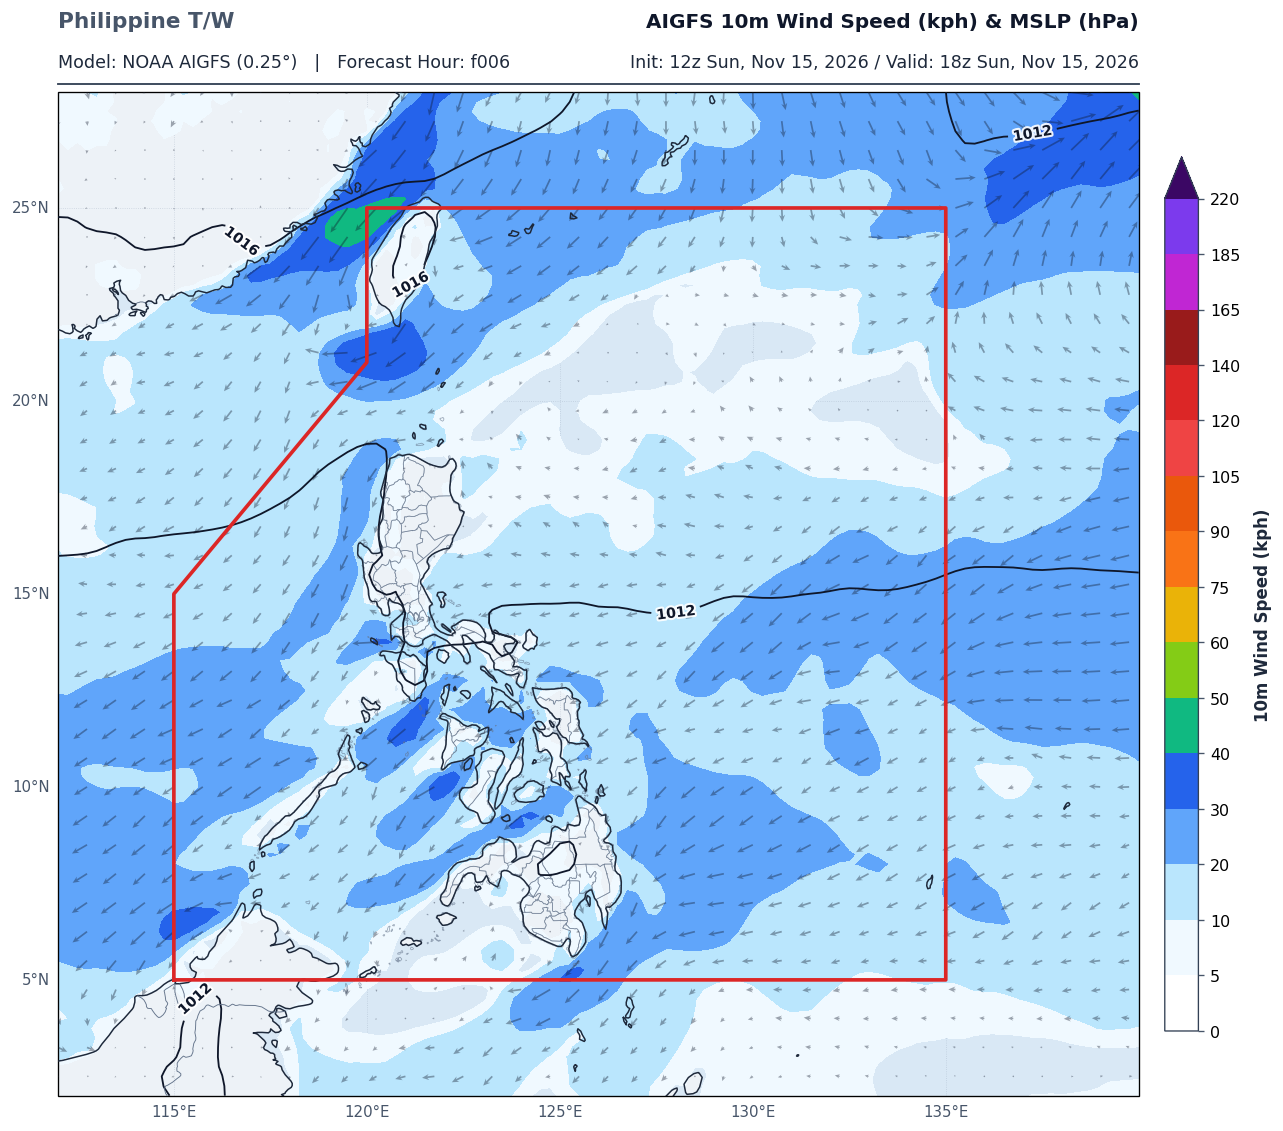 Philippine T/W
AIGFS 10m Wind Speed (kph) & MSLP (hPa)
Model: NOAA AIGFS (0.25°) | Forecast Hour: f006
Init: 12z Sun, Nov 15, 2026 / Valid: 18z Sun, Nov 15, 2026
1012
1016
1016
1012
1012
25°N
20°N
15°N
10°N
5°N
115°E
120°E
125°E
130°E
135°E
220
185
165
140
120
105
90
75
60
50
40
30
20
10
5
0
10m Wind Speed (kph)